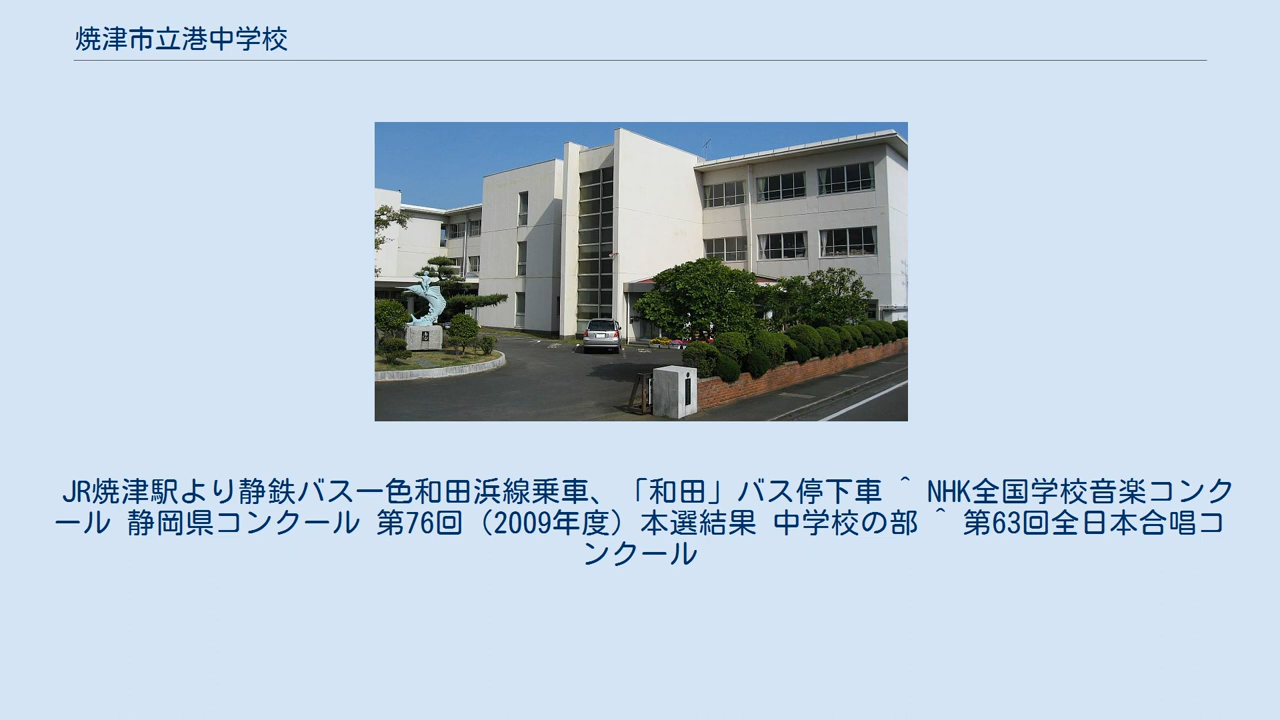 焼津市立港中学校
JR焼津駅より静鉄バス一色和田浜線乗車、「和田」バス停下車 ^ NHK全国学校音楽コンク
ール 静岡県コンクール 第76回（2009年度）本選結果 中学校の部 ^ 第63回全日本合唱コ
ンクール